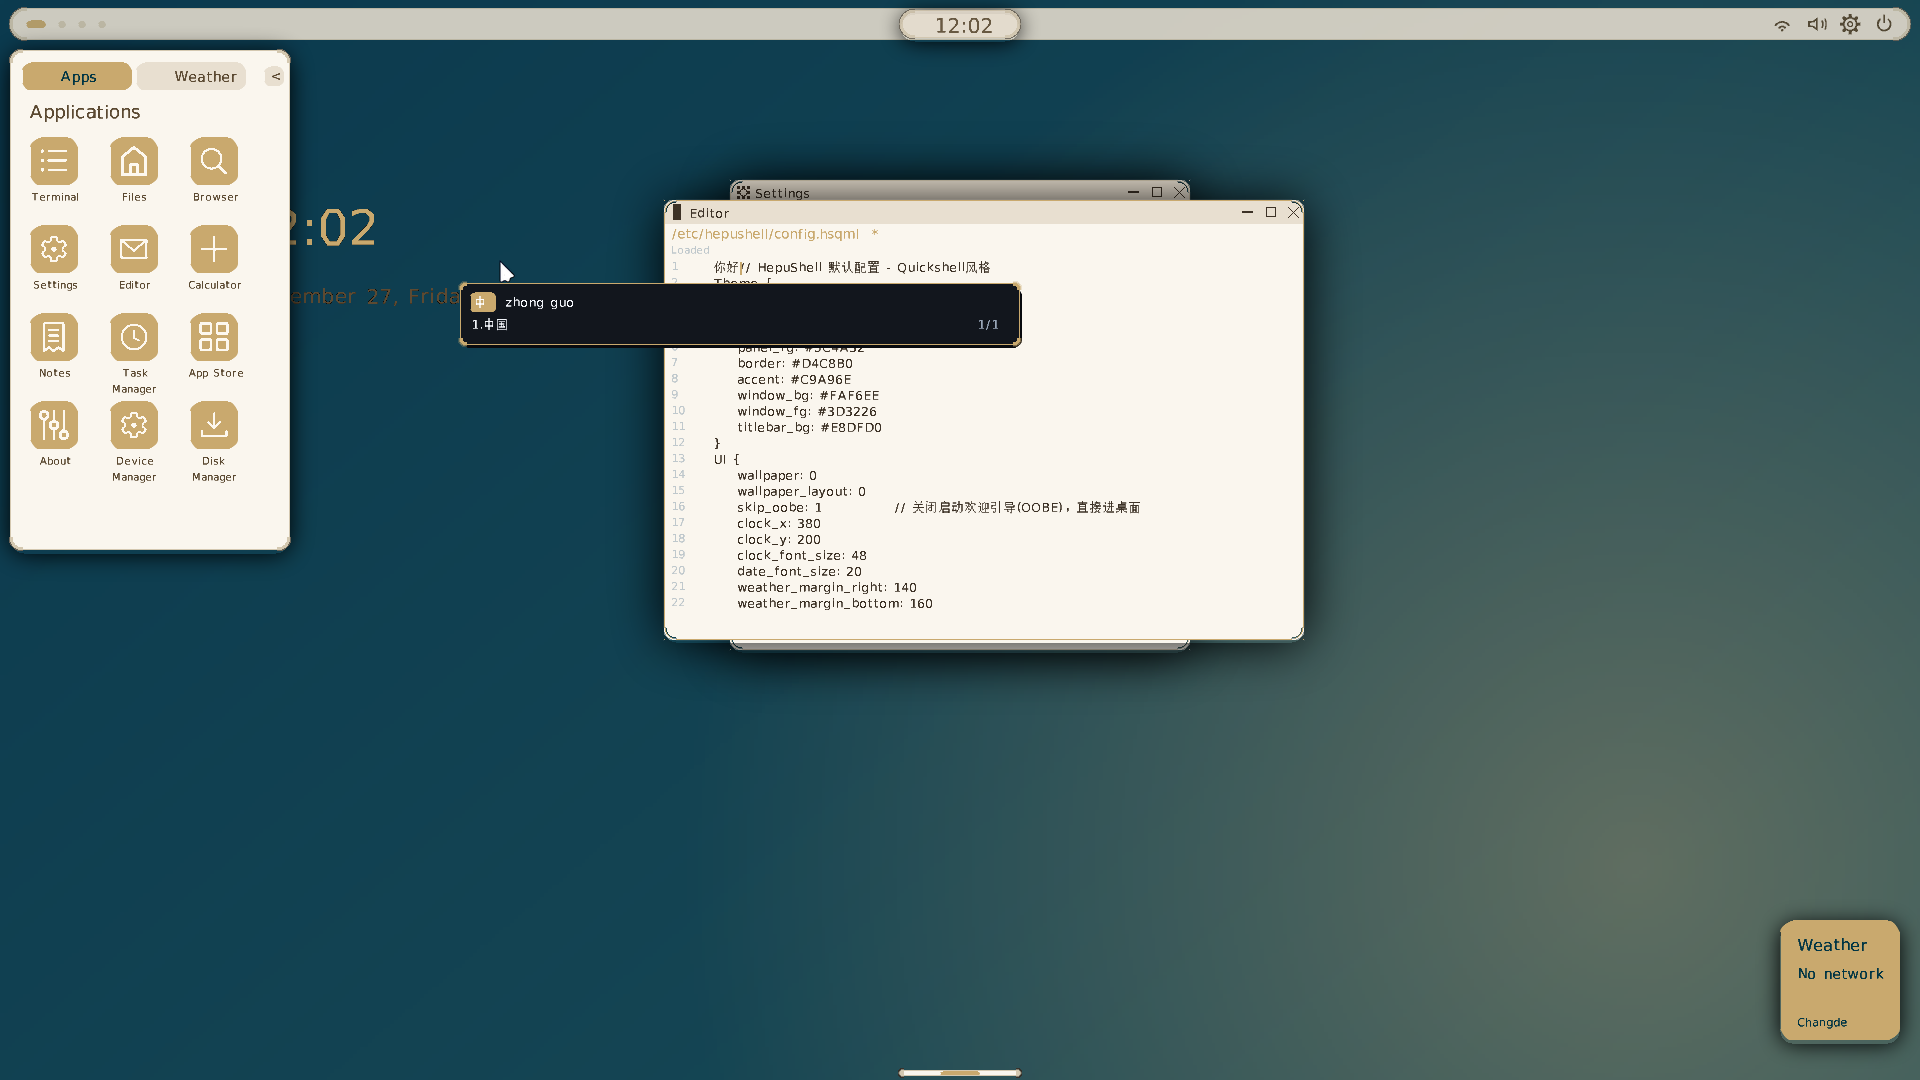 12:02
Apps
Weather
<
Applications
Terminal
Files
Browser
Settings
Editor
Calculator
Notes
Task Manager
App Store
About
Device Manager
Disk Manager
2:02
ember 27, Frida
Settings
Editor
/etc/hepushell/config.hsqml *
Loaded
1 你好// HepuShell 默认配置 - Quickshell风格
2 Theme {
中 zhong guo
1.中国 1/1
7 border: #D4C8B0
8 accent: #C9A96E
9 window_bg: #FAF6EE
10 window_fg: #3D3226
11 titlebar_bg: #E8DFD0
12 }
13 UI {
14 wallpaper: 0
15 wallpaper_layout: 0
16 skip_oobe: 1 // 关闭启动欢迎引导(OOBE)，直接进桌面
17 clock_x: 380
18 clock_y: 200
19 clock_font_size: 48
20 date_font_size: 20
21 weather_margin_right: 140
22 weather_margin_bottom: 160
Weather
No network
Changde